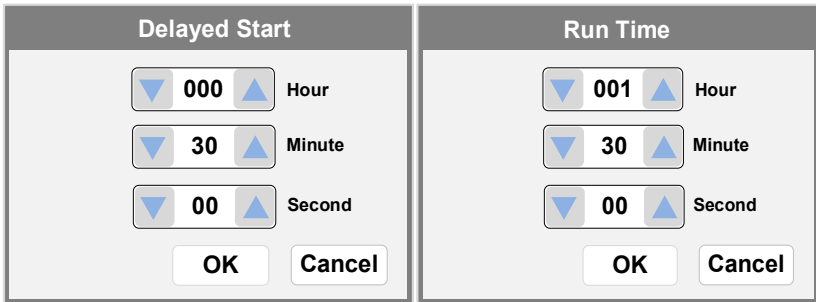 Delayed Start
000 Hour
30 Minute
00 Second
OK Cancel
Run Time
001 Hour
30 Minute
00 Second
OK Cancel